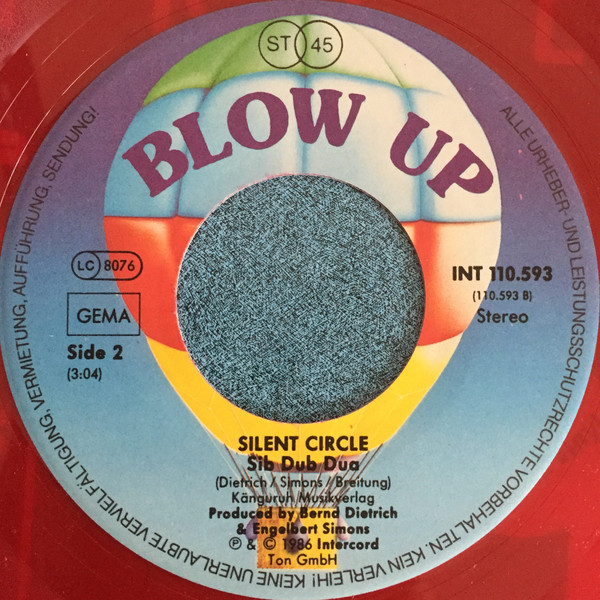 ST 45
BLOW UP
LC 8076
GEMA
Side 2
(3:04)
INT 110.593
(110.593 B)
Stereo
SILENT CIRCLE
Sib Dub Dua
(Dietrich / Simons / Breitung)
Känguruh Musikverlag
Produced by Bernd Dietrich
& Engelbert Simons
℗ & © 1986 Intercord
Ton GmbH
ALLE URHEBER- UND LEISTUNGSSCHUTZRECHTE VORBEHALTEN. KEIN VERLEIH! KEINE UNERLAUBTE VERVIELFÄLTIGUNG, VERMIETUNG, AUFFÜHRUNG, SENDUNG!